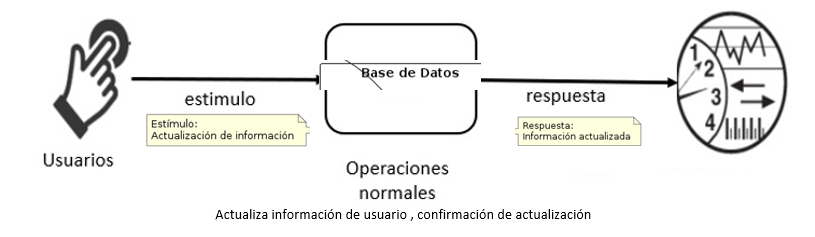 Base de Datos
estimulo
respuesta
Estímulo:
Actualización de información
Respuesta:
Información actualizada
1
2
3
4
Usuarios
Operaciones
normales
Actualiza información de usuario , confirmación de actualización